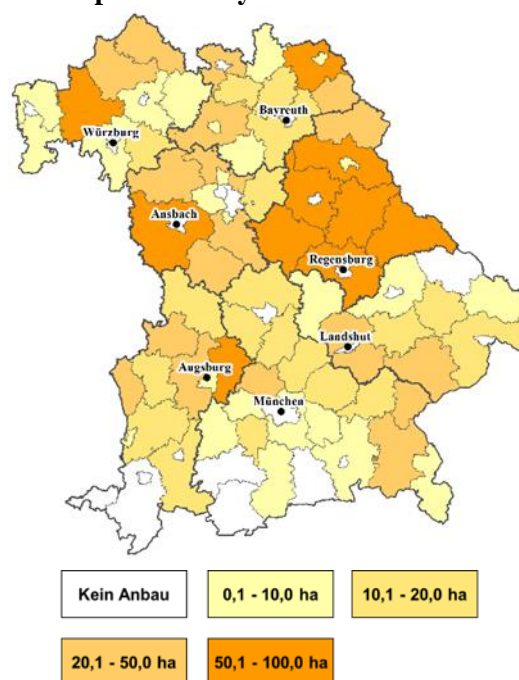 Bayreuth
Würzburg
Ansbach
Regensburg
Landshut
Augsburg
München
Kein Anbau
0,1 - 10,0 ha
10,1 - 20,0 ha
20,1 - 50,0 ha
50,1 - 100,0 ha